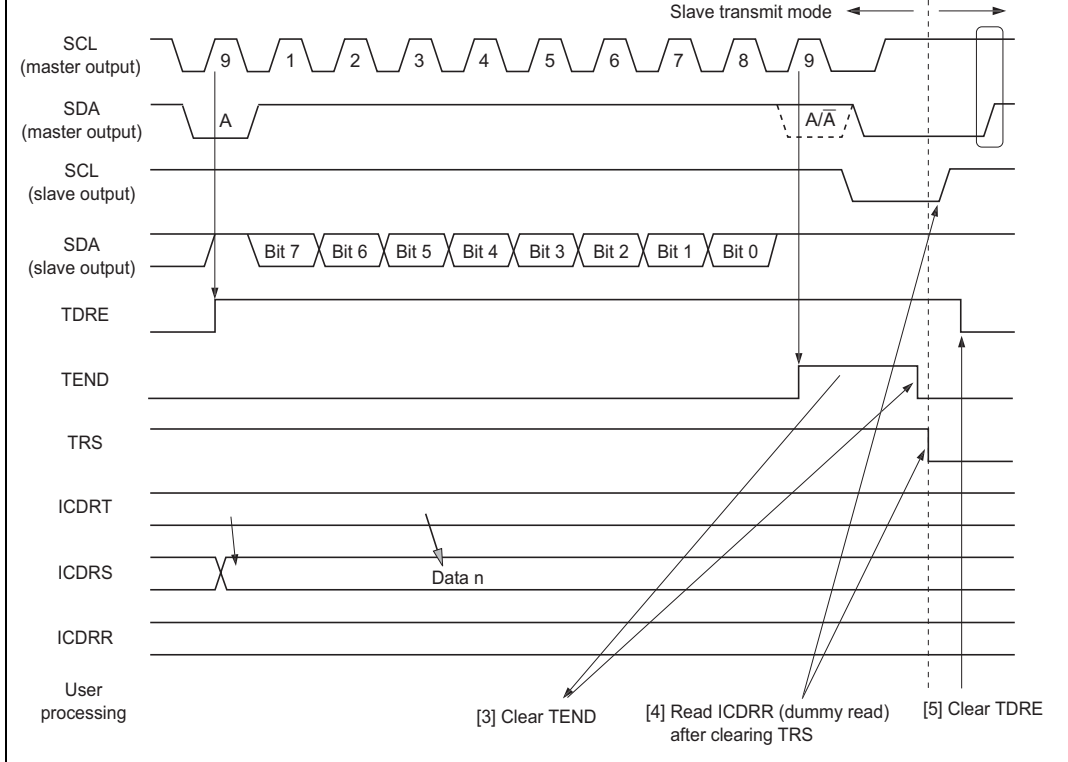 Slave transmit mode
SCL
(master output)
9 1 2 3 4 5 6 7 8 9
SDA
(master output)
A A/A̅
SCL
(slave output)
SDA
(slave output)
Bit 7 Bit 6 Bit 5 Bit 4 Bit 3 Bit 2 Bit 1 Bit 0
TDRE
TEND
TRS
ICDRT
ICDRS
Data n
ICDRR
User
processing
[3] Clear TEND
[4] Read ICDRR (dummy read)
after clearing TRS
[5] Clear TDRE